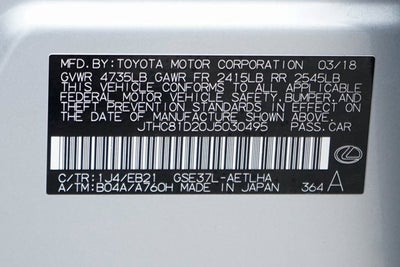 MFD. BY: TOYOTA MOTOR CORPORATION 03/18
GVWR 4735LB GAWR FR 2415LB RR 2545LB
THIS VEHICLE CONFORMS TO ALL APPLICABLE
FEDERAL MOTOR VEHICLE SAFETY, BUMPER, AND
THEFT PREVENTION STANDARDS IN EFFECT ON
THE DATE OF MANUFACTURE SHOWN ABOVE.
JTHC81D20J5030495 PASS.CAR
C/TR:1J4/EB21 GSE37L-AETLHA
A/TM:B04A/A760H MADE IN JAPAN 364 A